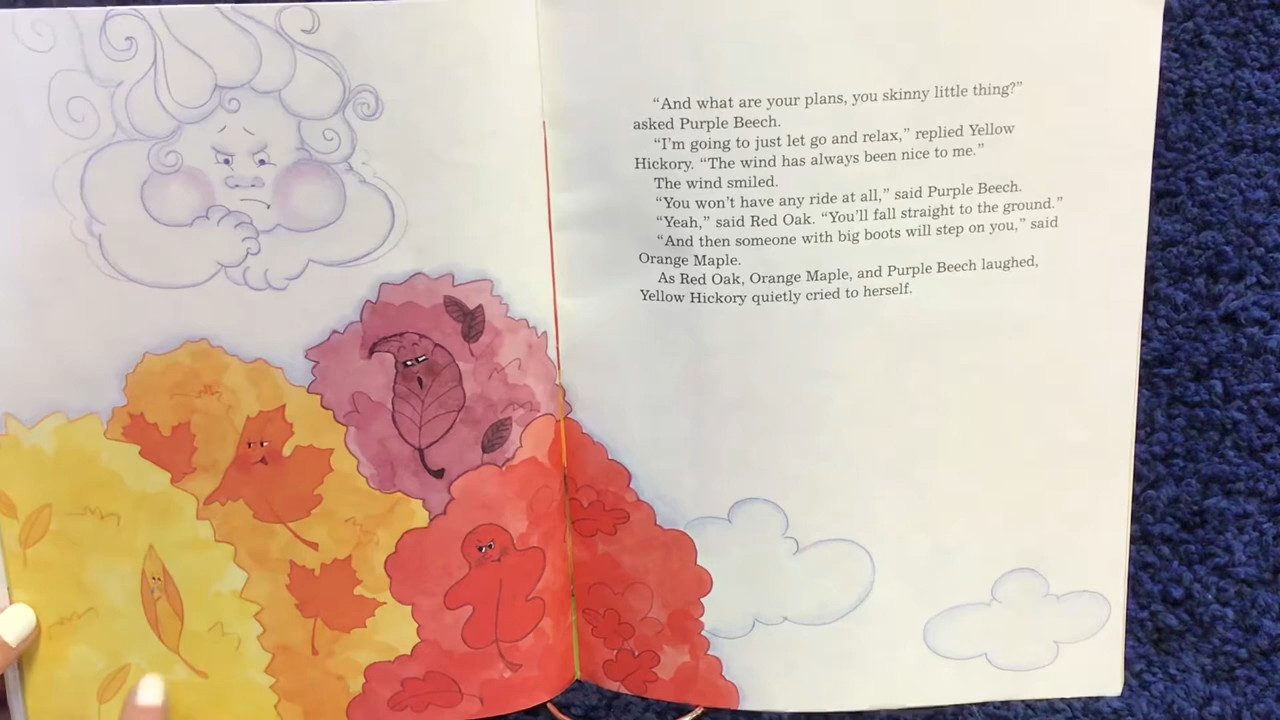 “And what are your plans, you skinny little thing?”
asked Purple Beech.
“I’m going to just let go and relax,” replied Yellow
Hickory. “The wind has always been nice to me.”
The wind smiled.
“You won’t have any ride at all,” said Purple Beech.
“Yeah,” said Red Oak. “You’ll fall straight to the ground.”
“And then someone with big boots will step on you,” said
Orange Maple.
As Red Oak, Orange Maple, and Purple Beech laughed,
Yellow Hickory quietly cried to herself.